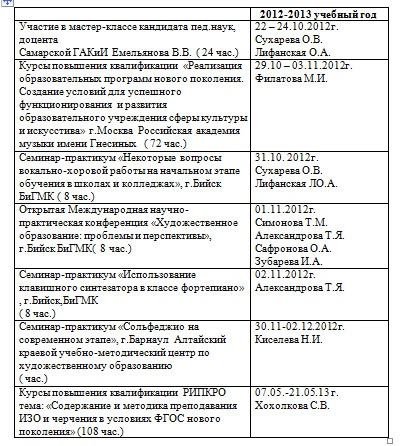 2012-2013 учебный год
Участие в мастер-классе кандидата пед.наук,
доцента
Самарской ГАКиИ Емельянова В.В. ( 24 час.)
22 – 24.10.2012г.
Сухарева О.В.
Лифанская О.А.
Курсы повышения квалификации «Реализация
образовательных программ нового поколения.
Создание условий для успешного
функционирования и развития
образовательного учреждения сферы культуры
и искусстива» г.Москва Российская академия
музыки имени Гнесиных ( 72 час.)
29.10 – 03.11.2012г.
Филатова М.И.
Семинар-практикум «Некоторые вопросы
вокально-хоровой работы на начальном этапе
обучения в школах и колледжах», г.Бийск
БиГМК ( 8 час.)
31.10. 2012г.
Сухарева О.В.
Лифанская ЛО.А.
Открытая Международная научно-
практическая конференция «Художественное
образование: проблемы и перспективы»,
г.Бийск БиГМК( 8 час.)
01.11.2012г.
Симонова Т.М.
Александрова Т.Я.
Сафронова О.А.
Зубарева И.А.
Семинар-практикум «Использование
клавишного синтезатора в классе фортепиано»
, г.Бийск,БиГМК
( 8 час.)
02.11.2012г.
Александрова Т.Я.
Семинар-практикум «Сольфеджио на
современном этапе», г.Барнаул Алтайский
краевой учебно-методический центр по
художественному образованию
( час.)
30.11-02.12.2012г.
Киселева Н.И.
Курсы повышения квалификации РИПКРО
тема: «Содержание и методика преподавания
ИЗО и черчения в условиях ФГОС нового
поколения» (108 час.)
07.05.-21.05.13г.
Хохолкова С.В.